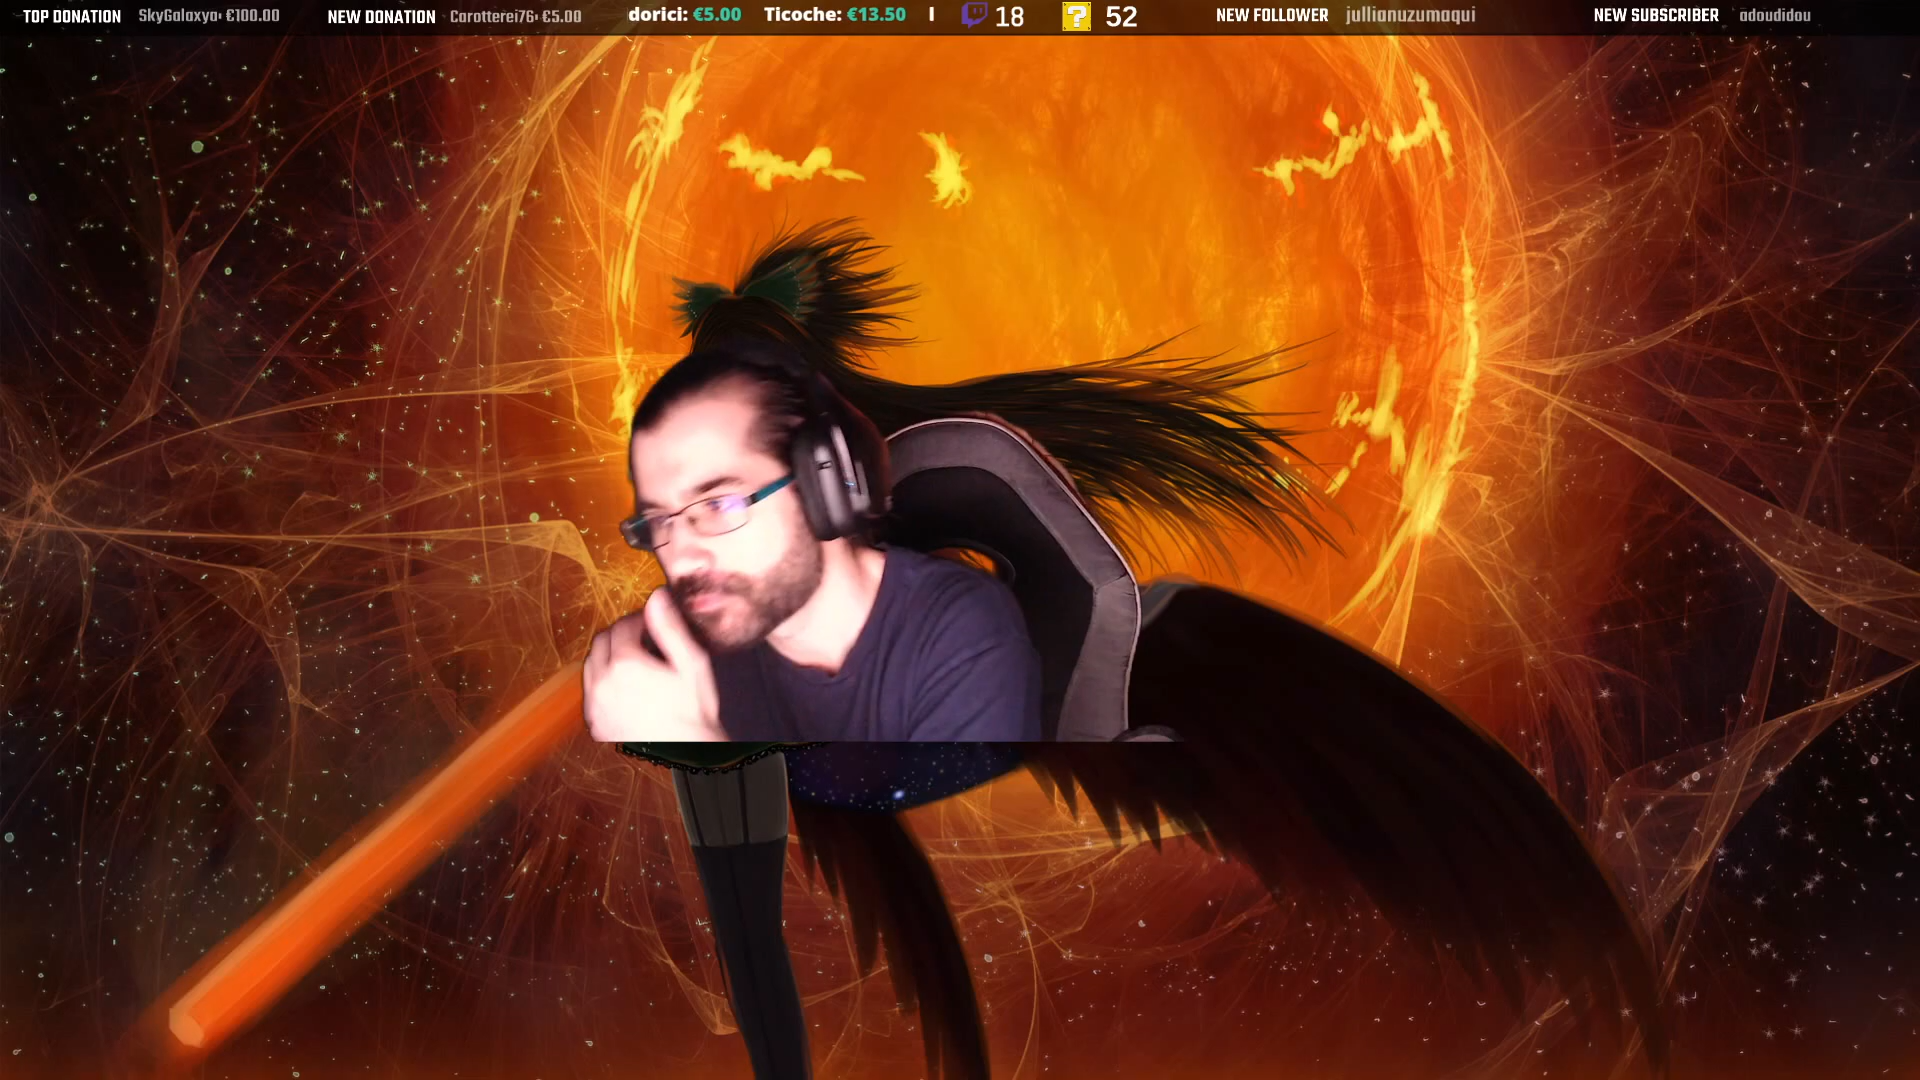 TOP DONATION SkyGalaxya: €100.00 NEW DONATION Carotterei76: €5.00 dorici: €5.00 Ticoche: €13.50 18 ? 52 NEW FOLLOWER jullianuzumaqui NEW SUBSCRIBER adoudidou